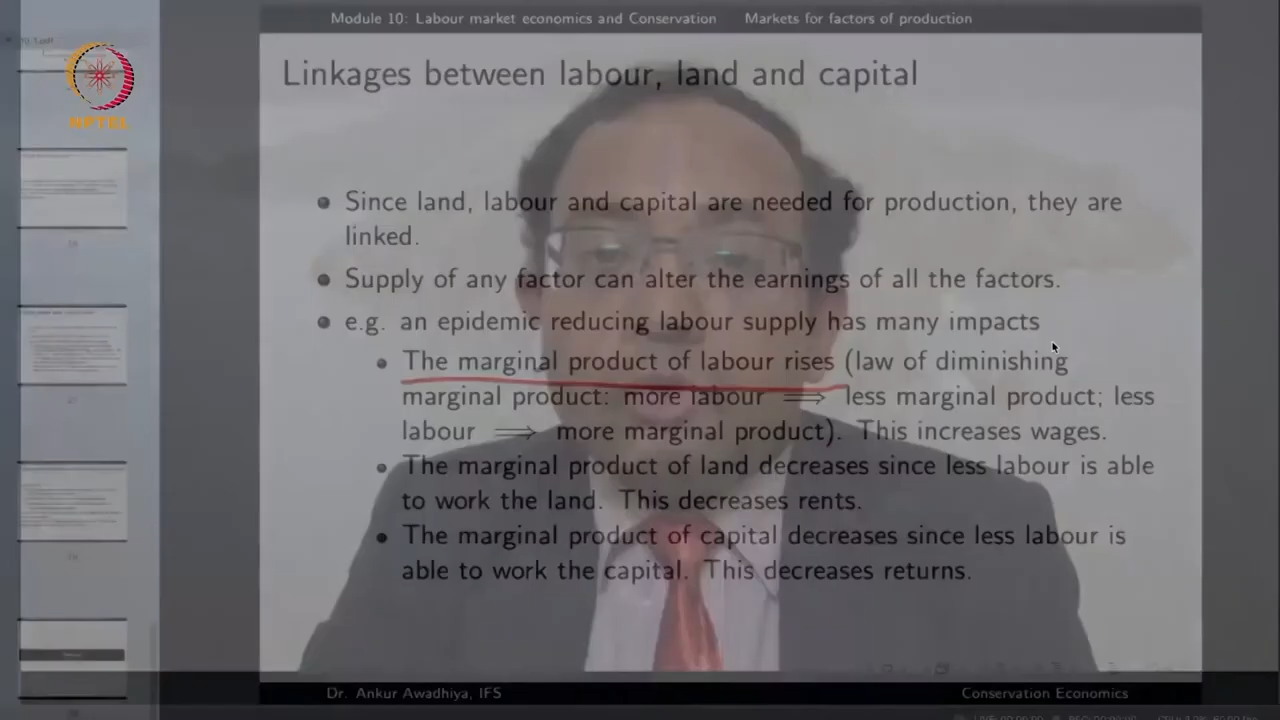 Module 10: Labour market economics and Conservation Markets for factors of production
NPTEL
Linkages between labour, land and capital
Since land, labour and capital are needed for production, they are
linked.
Supply of any factor can alter the earnings of all the factors.
e.g. an epidemic reducing labour supply has many impacts
The marginal product of labour rises (law of diminishing
marginal product: more labour ⟹ less marginal product; less
labour ⟹ more marginal product). This increases wages.
The marginal product of land decreases since less labour is able
to work the land. This decreases rents.
The marginal product of capital decreases since less labour is
able to work the capital. This decreases returns.
Dr. Ankur Awadhiya, IFS Conservation Economics